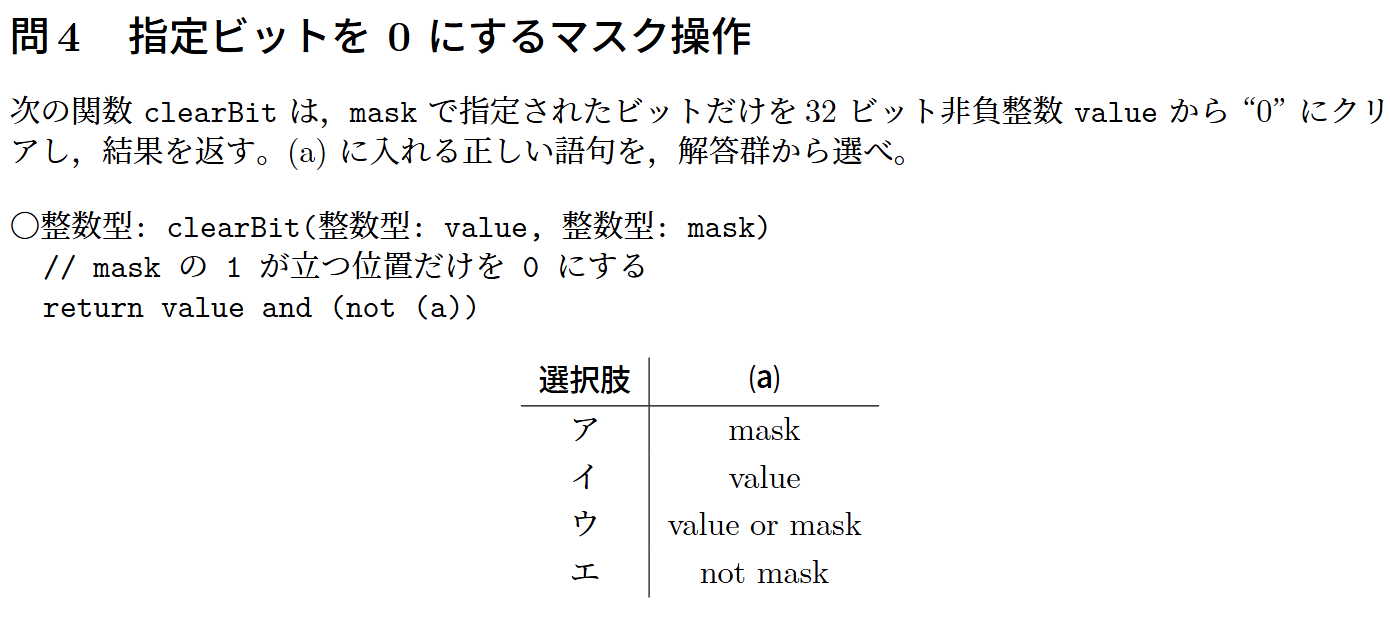 問 4 指定ビットを 0 にするマスク操作
次の関数 clearBit は，mask で指定されたビットだけを 32 ビット非負整数 value から “0” にクリ
アし，結果を返す。(a) に入れる正しい語句を，解答群から選べ。
○整数型: clearBit(整数型: value, 整数型: mask)
// mask の 1 が立つ位置だけを 0 にする
return value and (not (a))
選択肢 (a)
ア mask
イ value
ウ value or mask
エ not mask